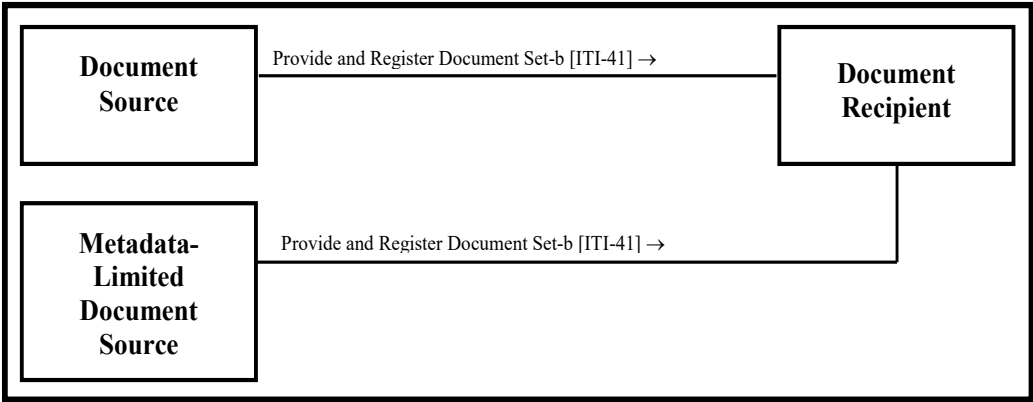 Document
Source
Provide and Register Document Set-b [ITI-41] →
Document
Recipient
Metadata-
Limited
Document
Source
Provide and Register Document Set-b [ITI-41] →